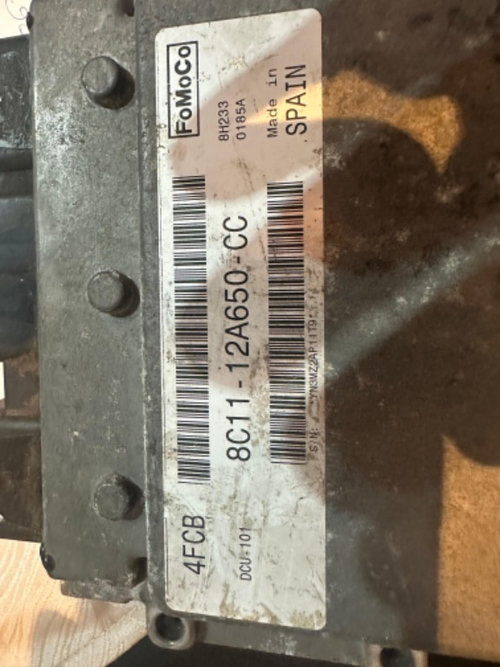 4FCB
FoMoCo
DCU-101
8C11-12A650-CC
8H233
0185A
Made in
SPAIN
S/N: